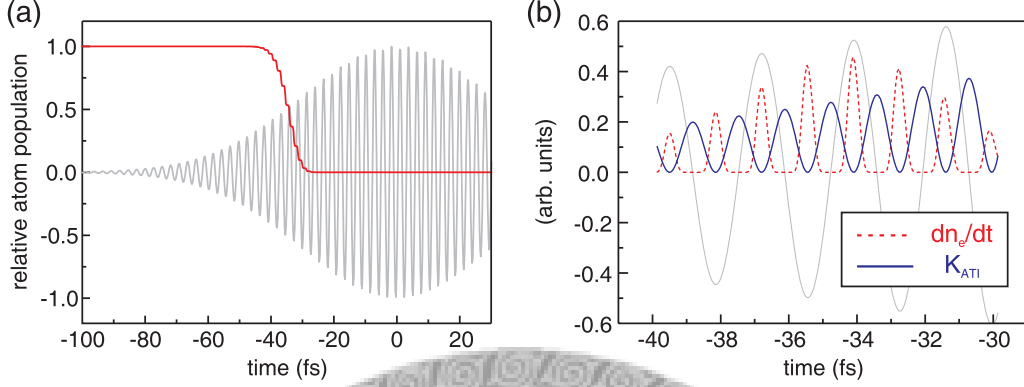 (a)
relative atom population
1.0
0.5
0.0
-0.5
-1.0
-100 -80 -60 -40 -20 0 20
time (fs)
(b)
(arb. units)
0.6
0.4
0.2
0.0
-0.2
-0.4
-0.6
-40 -38 -36 -34 -32 -30
time (fs)
dnₑ/dt
K_ATI